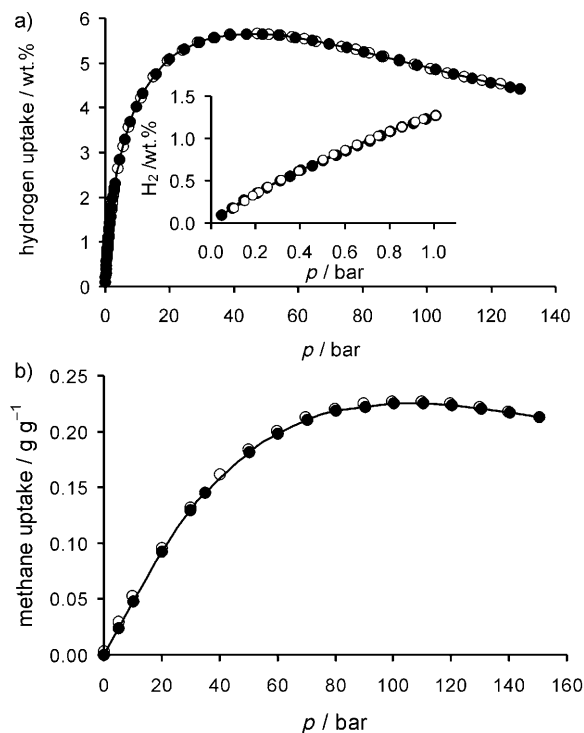 a)
hydrogen uptake / wt.%
6
5
4
3
2
1
0
H₂ /wt.%
1.5
1.0
0.5
0.0
0.0 0.2 0.4 0.6 0.8 1.0
p / bar
0 20 40 60 80 100 120 140
p / bar
b)
methane uptake / g g⁻¹
0.25
0.20
0.15
0.10
0.05
0.00
0 20 40 60 80 100 120 140 160
p / bar